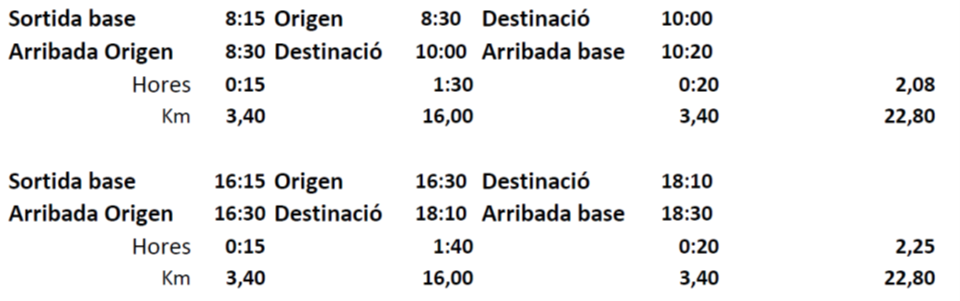 Sortida base 8:15 Origen 8:30 Destinació 10:00
Arribada Origen 8:30 Destinació 10:00 Arribada base 10:20
Hores 0:15 1:30 0:20 2,08
Km 3,40 16,00 3,40 22,80
Sortida base 16:15 Origen 16:30 Destinació 18:10
Arribada Origen 16:30 Destinació 18:10 Arribada base 18:30
Hores 0:15 1:40 0:20 2,25
Km 3,40 16,00 3,40 22,80